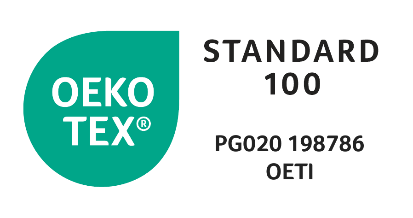 OEKO
TEX®
STANDARD
100
PG020 198786
OETI